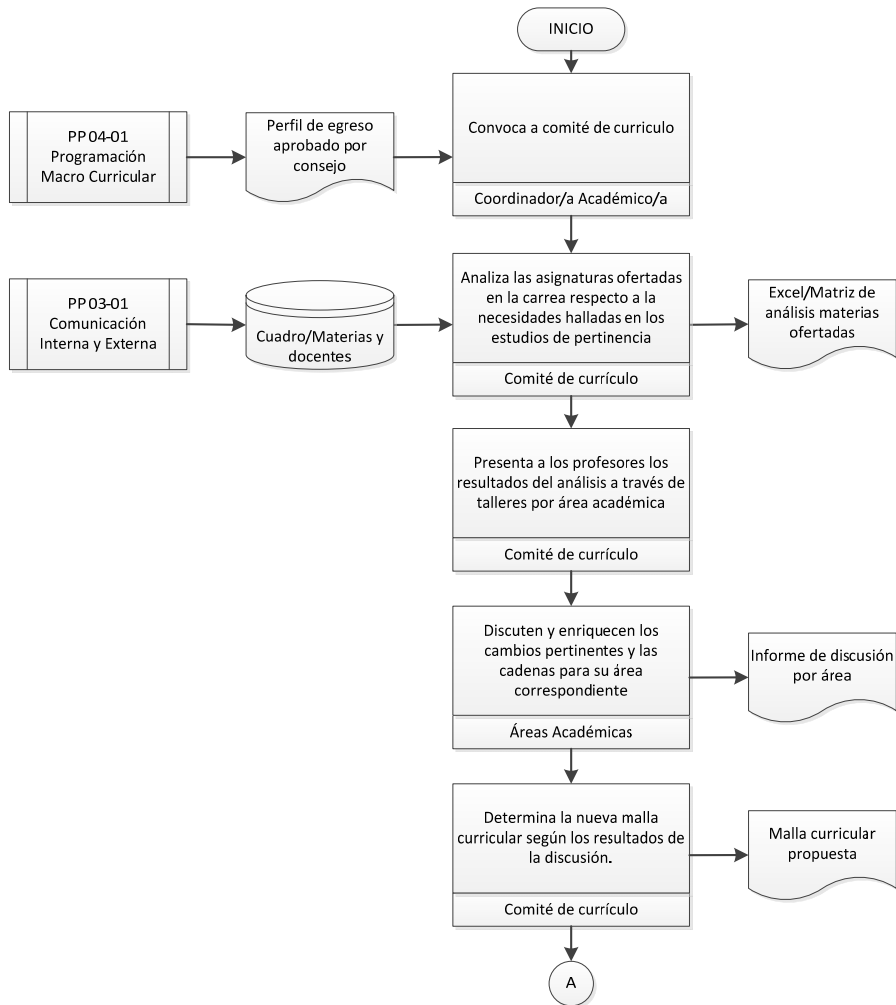 INICIO
PP 04-01
Programación
Macro Curricular
Perfil de egreso
aprobado por
consejo
Convoca a comité de curriculo
Coordinador/a Académico/a
PP 03-01
Comunicación
Interna y Externa
Cuadro/Materias y
docentes
Analiza las asignaturas ofertadas
en la carrea respecto a la
necesidades halladas en los
estudios de pertinencia
Comité de currículo
Excel/Matriz de
análisis materias
ofertadas
Presenta a los profesores los
resultados del análisis a través de
talleres por área académica
Comité de currículo
Discuten y enriquecen los
cambios pertinentes y las
cadenas para su área
correspondiente
Áreas Académicas
Informe de discusión
por área
Determina la nueva malla
curricular según los resultados de
la discusión.
Comité de currículo
Malla curricular
propuesta
A